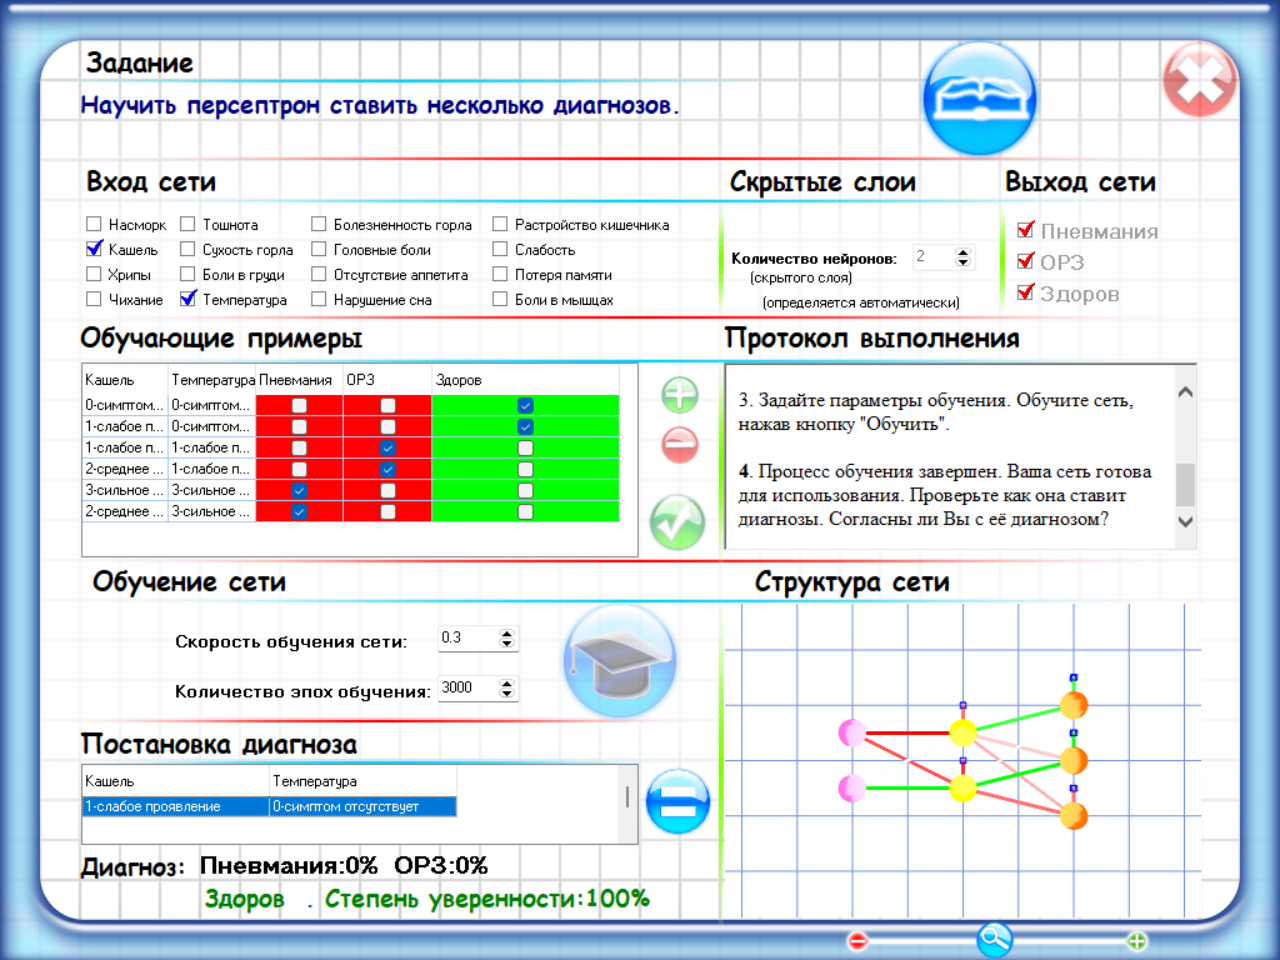 Задание
Научить персептрон ставить несколько диагнозов.
Вход сети
Насморк Тошнота Болезненность горла Растройство кишечника
Кашель Сухость горла Головные боли Слабость
Хрипы Боли в груди Отсутствие аппетита Потеря памяти
Чихание Температура Нарушение сна Боли в мышцах
Скрытые слои
Количество нейронов: 2
(скрытого слоя)
(определяется автоматически)
Выход сети
Пневмания
ОРЗ
Здоров
Обучающие примеры
Кашель Температура Пневмания ОРЗ Здоров
0-симптом... 0-симптом...
1-слабое п... 0-симптом...
1-слабое п... 1-слабое п...
2-среднее ... 1-слабое п...
3-сильное ... 3-сильное ...
2-среднее ... 3-сильное ...
Протокол выполнения
3. Задайте параметры обучения. Обучите сеть,
нажав кнопку "Обучить".
4. Процесс обучения завершен. Ваша сеть готова
для использования. Проверьте как она ставит
диагнозы. Согласны ли Вы с её диагнозом?
Обучение сети
Скорость обучения сети: 0.3
Количество эпох обучения: 3000
Структура сети
Постановка диагноза
Кашель Температура
1-слабое проявление 0-симптом отсутствует
Диагноз: Пневмания:0% ОРЗ:0%
Здоров . Степень уверенности:100%